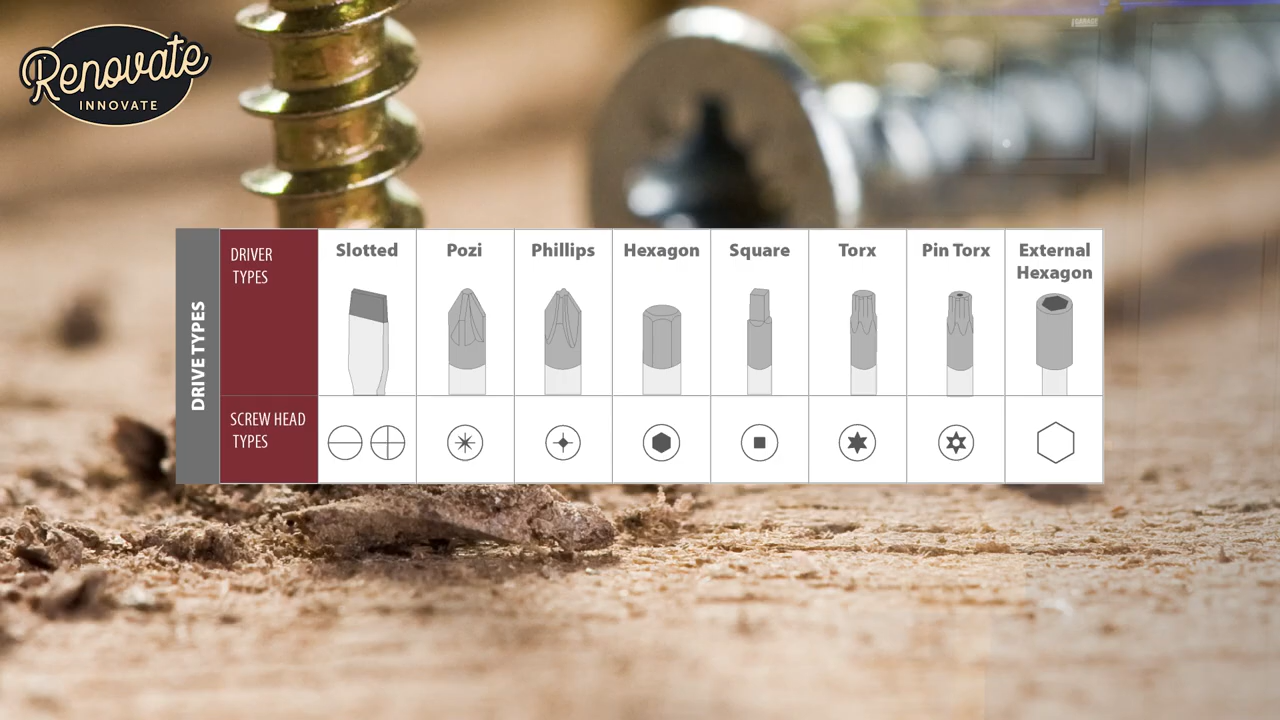 Renovate
INNOVATE
GARAGE
DRIVE TYPES
DRIVER
TYPES
Slotted
Pozi
Phillips
Hexagon
Square
Torx
Pin Torx
External
Hexagon
SCREW HEAD
TYPES